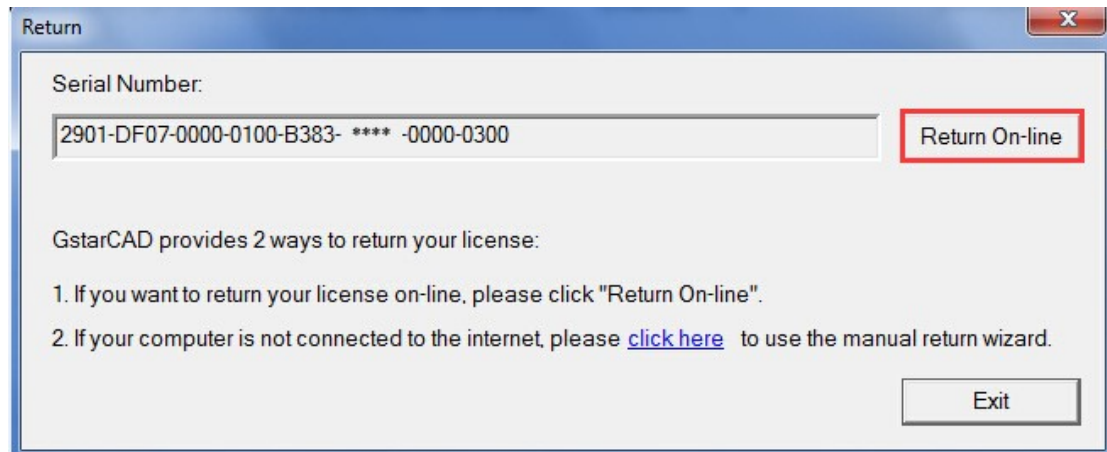 Return
Serial Number:
2901-DF07-0000-0100-B383- **** -0000-0300
Return On-line
GstarCAD provides 2 ways to return your license:
1. If you want to return your license on-line, please click "Return On-line".
2. If your computer is not connected to the internet, please click here to use the manual return wizard.
Exit